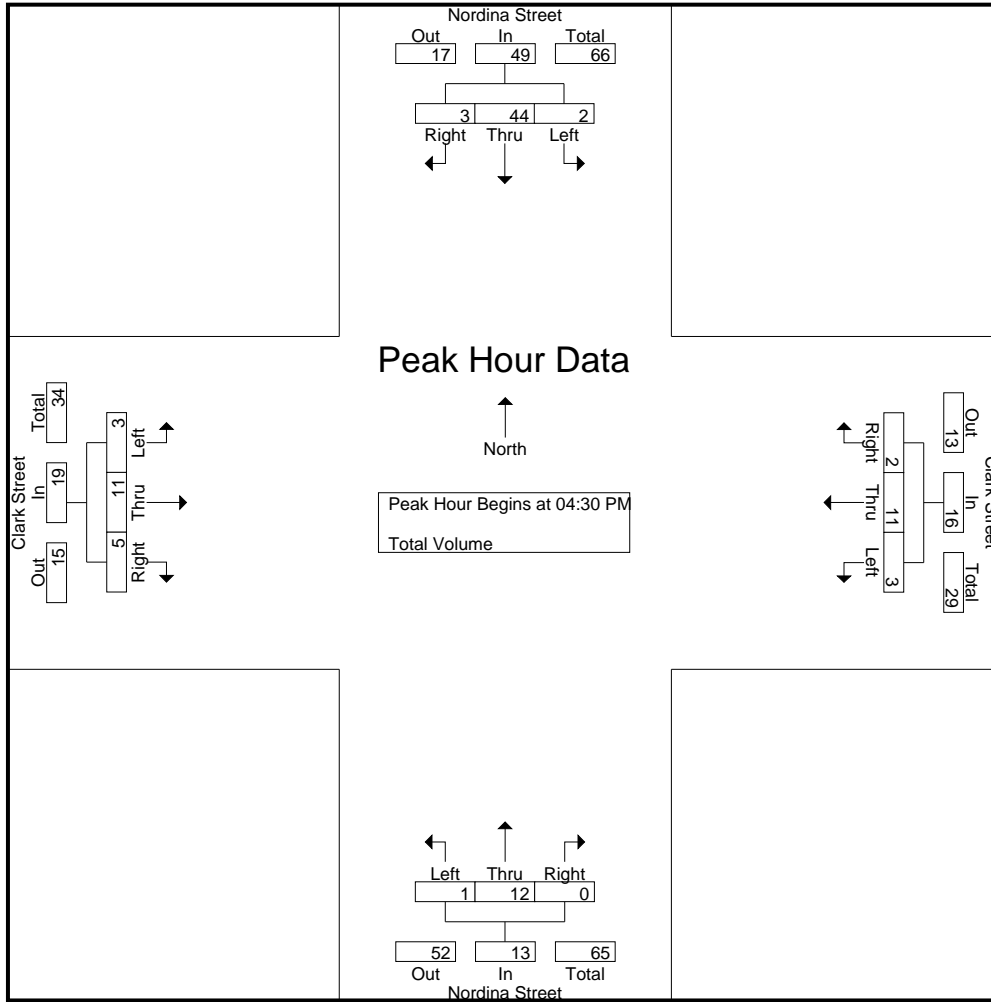 Nordina Street
Out In Total
17 49 66
3 44 2
Right Thru Left
Peak Hour Data
North
Peak Hour Begins at 04:30 PM
Total Volume
Clark Street
Total In Out
34 19 15
3 11 5
Left Thru Right
Right Thru Left
2 11 3
Out In Total
13 16 29
Clark Street
Left Thru Right
1 12 0
52 13 65
Out In Total
Nordina Street